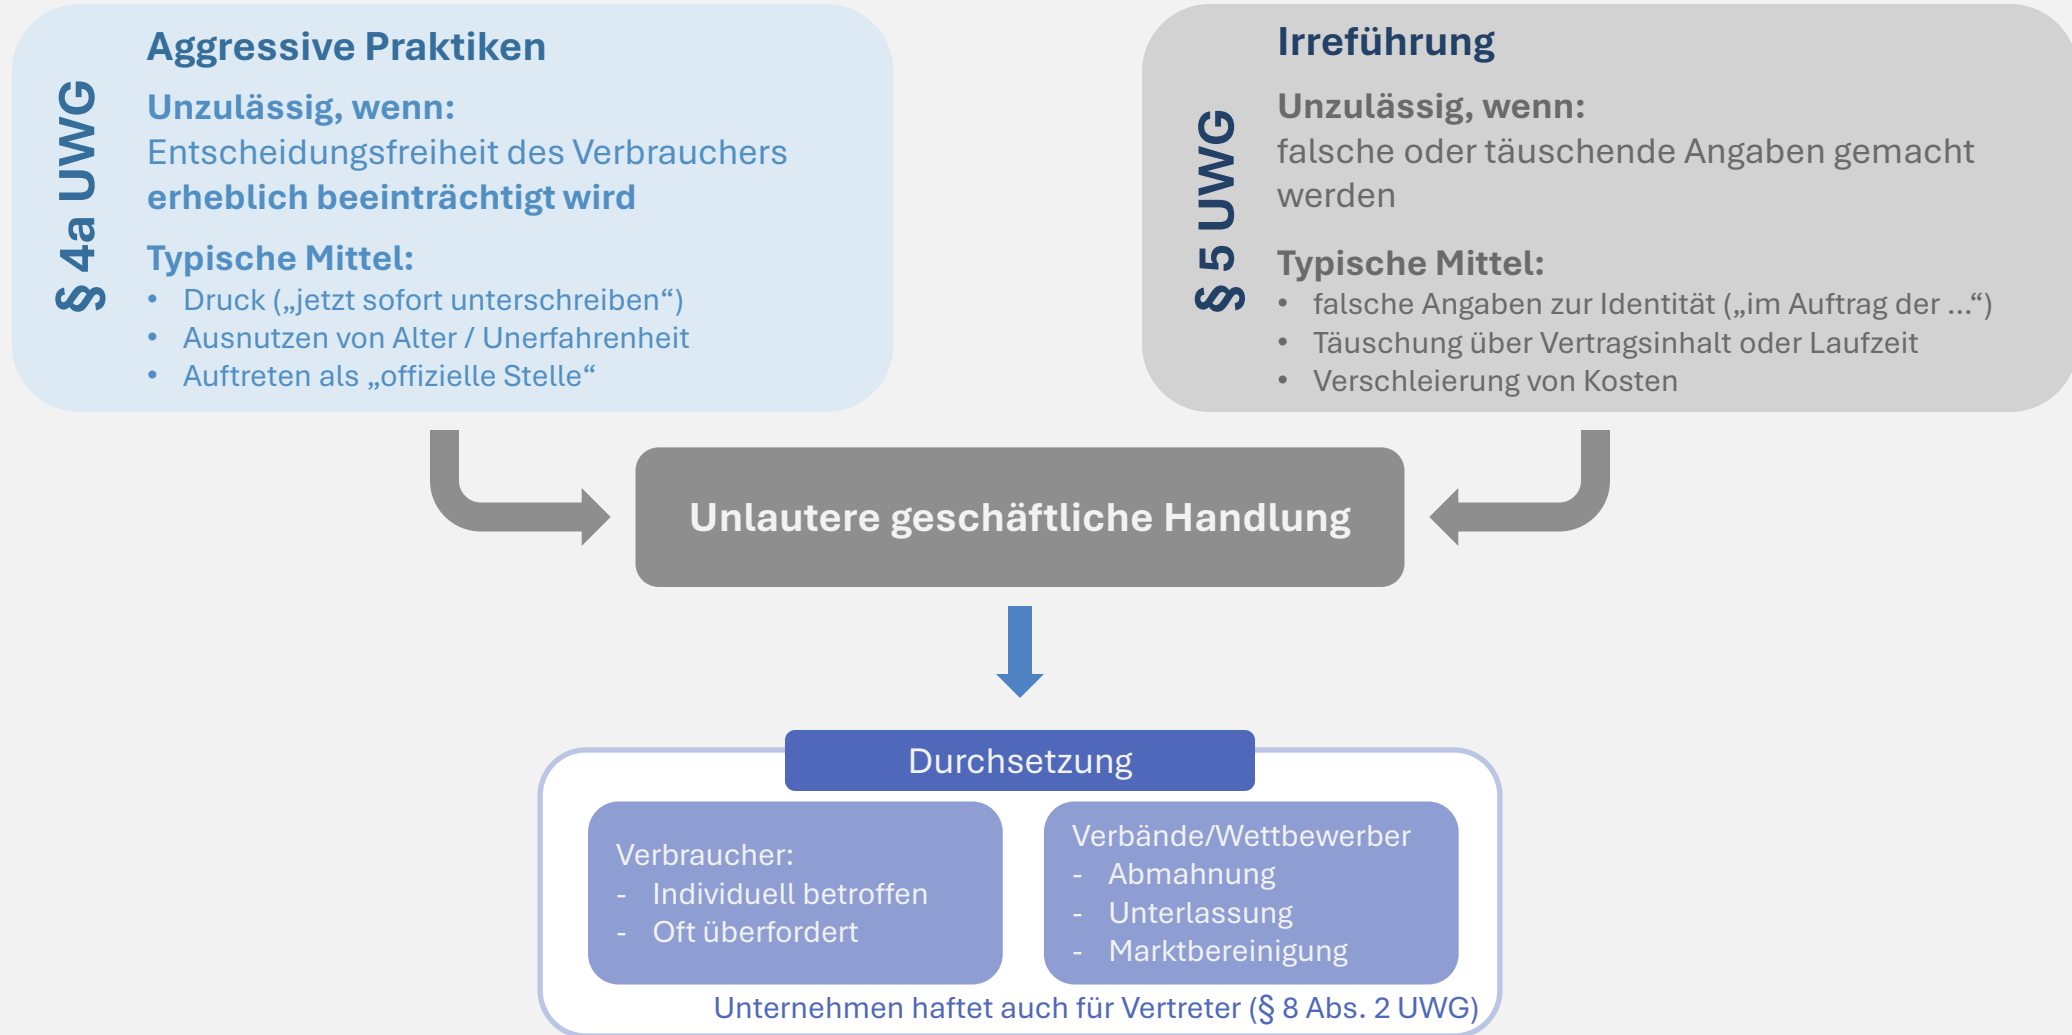 § 4a UWG
Aggressive Praktiken
Unzulässig, wenn:
Entscheidungsfreiheit des Verbrauchers
erheblich beeinträchtigt wird
Typische Mittel:
• Druck („jetzt sofort unterschreiben“)
• Ausnutzen von Alter / Unerfahrenheit
• Auftreten als „offizielle Stelle“
§ 5 UWG
Irreführung
Unzulässig, wenn:
falsche oder täuschende Angaben gemacht
werden
Typische Mittel:
• falsche Angaben zur Identität („im Auftrag der ...“)
• Täuschung über Vertragsinhalt oder Laufzeit
• Verschleierung von Kosten
Unlautere geschäftliche Handlung
Durchsetzung
Verbraucher:
- Individuell betroffen
- Oft überfordert
Verbände/Wettbewerber
- Abmahnung
- Unterlassung
- Marktbereinigung
Unternehmen haftet auch für Vertreter (§ 8 Abs. 2 UWG)